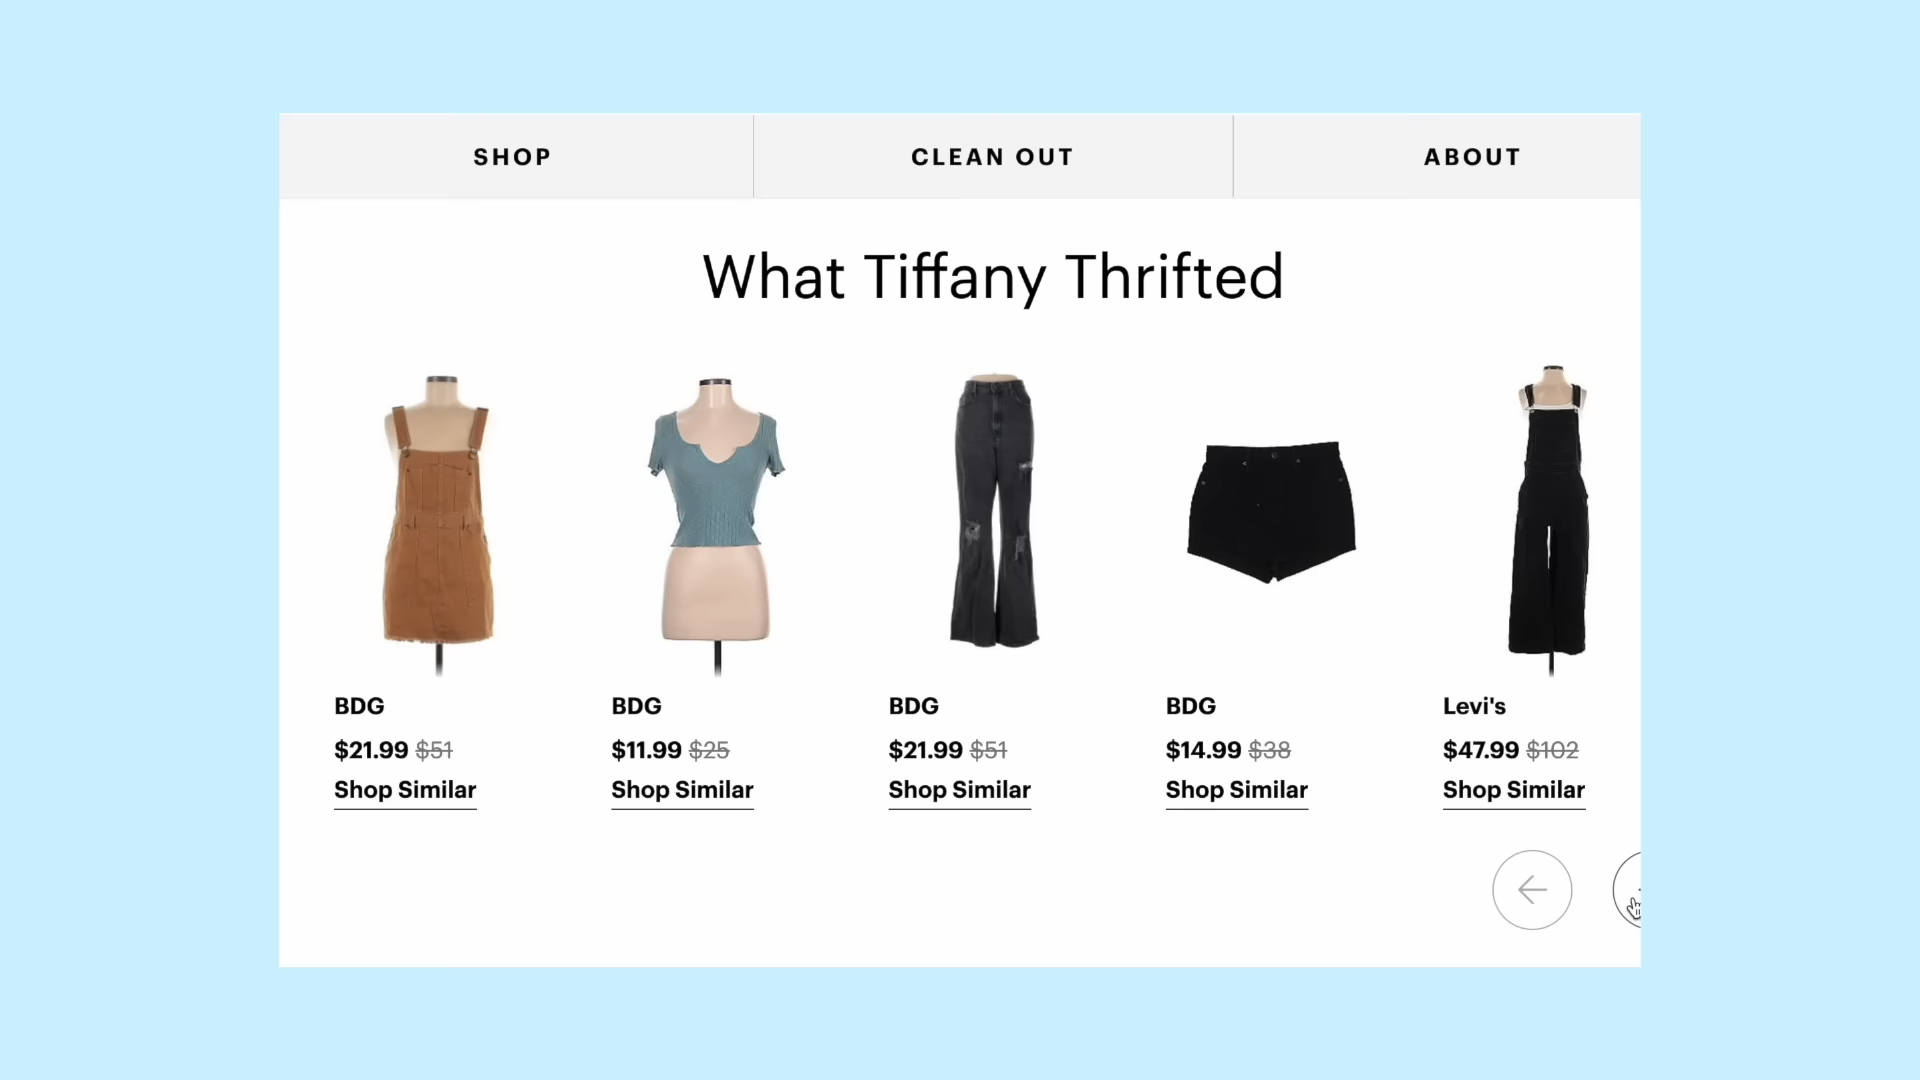 SHOP
CLEAN OUT
ABOUT
What Tiffany Thrifted
BDG
$21.99 $51
Shop Similar
BDG
$11.99 $25
Shop Similar
BDG
$21.99 $51
Shop Similar
BDG
$14.99 $38
Shop Similar
Levi's
$47.99 $102
Shop Similar